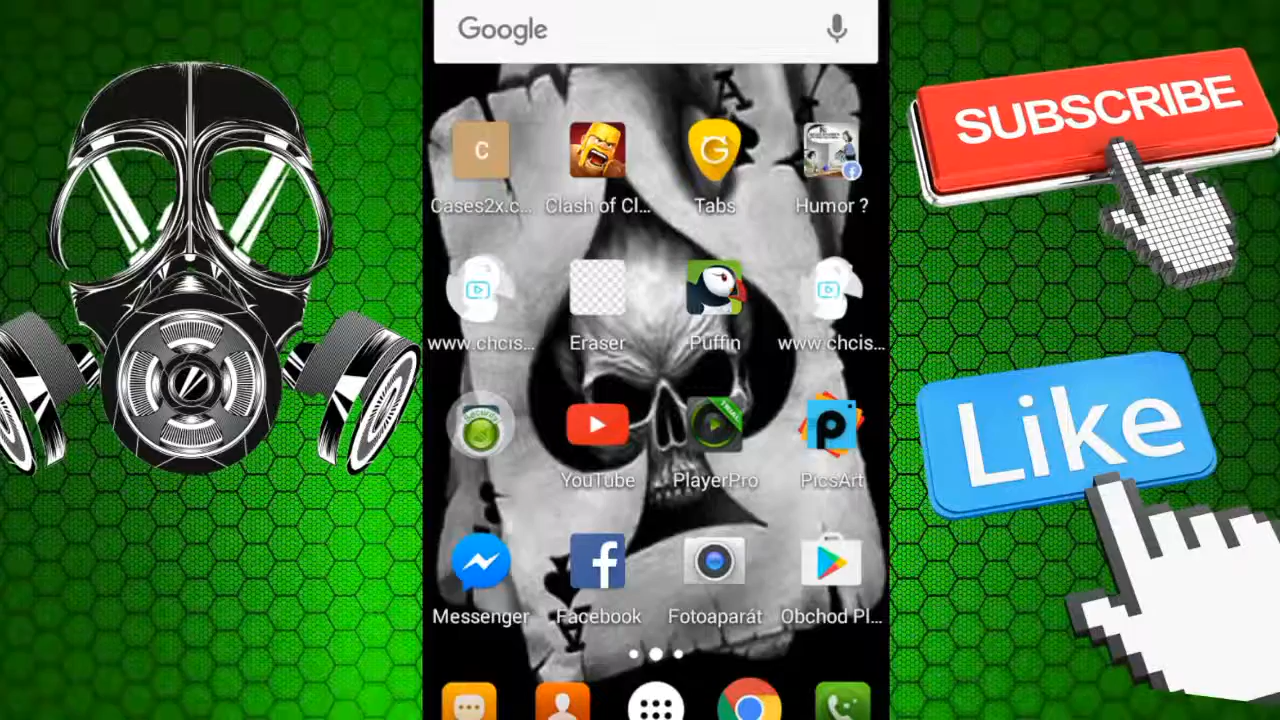 Google
SUBSCRIBE
C
G
Cases2x.c...
Clash of Cl...
Tabs
Humor ?
www.chcis...
Eraser
Puffin
www.chcis...
Security
Like
YouTube
PlayerPro
PicsArt
Messenger
Facebook
Fotoaparát
Obchod Pl...